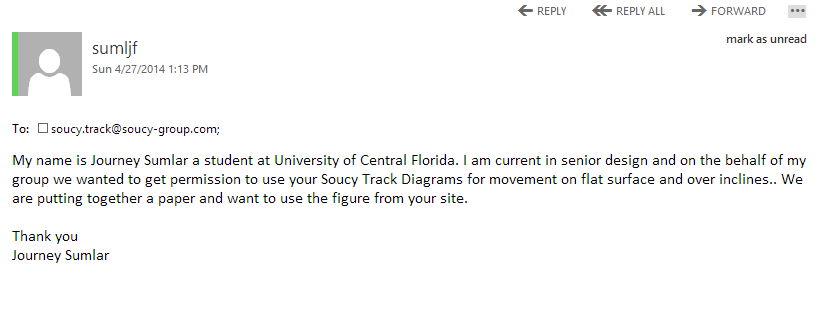 REPLY REPLY ALL FORWARD •••
mark as unread
sumljf
Sun 4/27/2014 1:13 PM
To: soucy.track@soucy-group.com;
My name is Journey Sumlar a student at University of Central Florida. I am current in senior design and on the behalf of my
group we wanted to get permission to use your Soucy Track Diagrams for movement on flat surface and over inclines.. We
are putting together a paper and want to use the figure from your site.
Thank you
Journey Sumlar